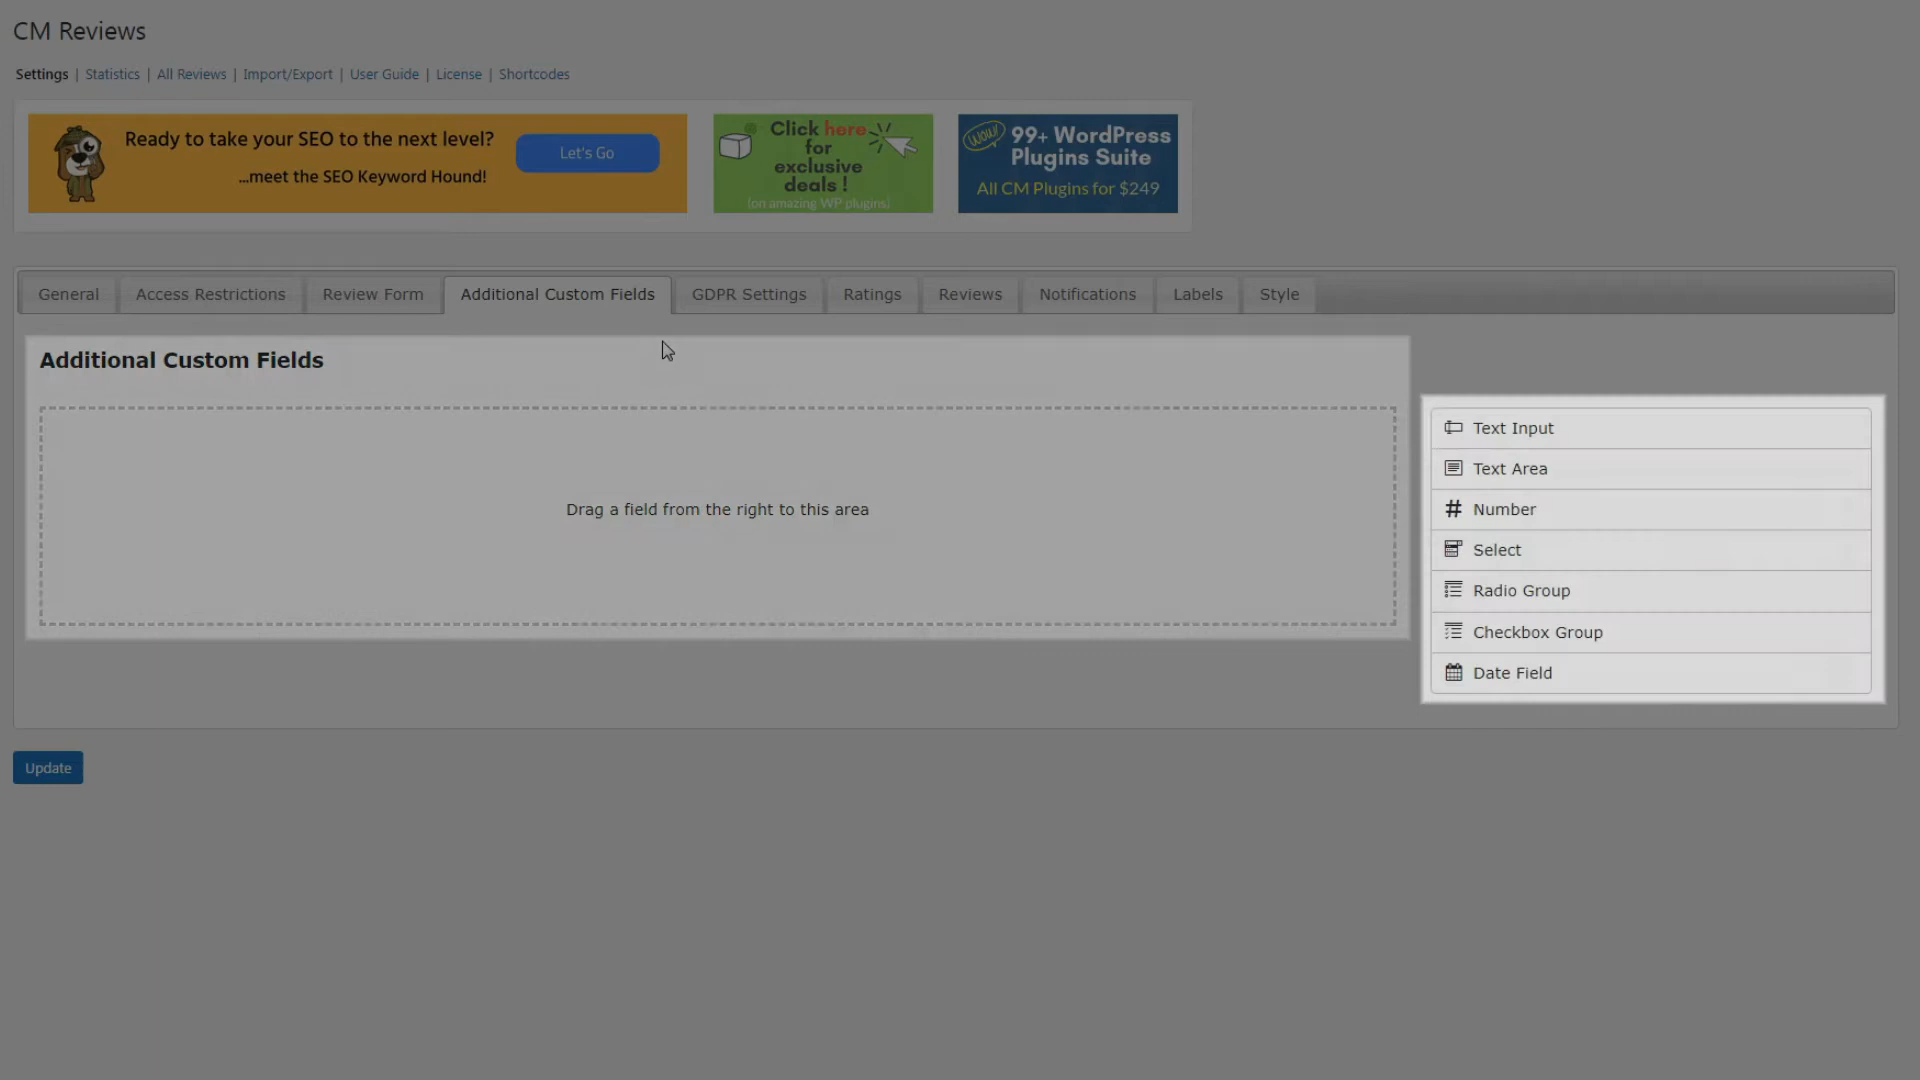 CM Reviews
Settings | Statistics | All Reviews | Import/Export | User Guide | License | Shortcodes
Ready to take your SEO to the next level?
...meet the SEO Keyword Hound!
Let's Go
Click here
for
exclusive
deals !
(on amazing WP plugins)
WOW!
99+ WordPress
Plugins Suite
All CM Plugins for $249
General
Access Restrictions
Review Form
Additional Custom Fields
GDPR Settings
Ratings
Reviews
Notifications
Labels
Style
Additional Custom Fields
Drag a field from the right to this area
Text Input
Text Area
Number
Select
Radio Group
Checkbox Group
Date Field
Update